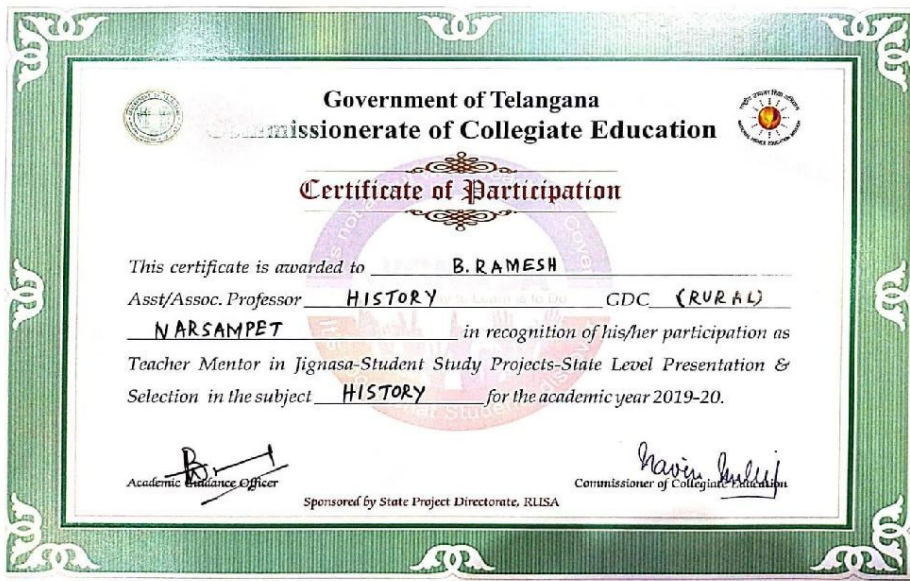 Government of Telangana
Commissionerate of Collegiate Education
Certificate of Participation
This certificate is awarded to B. RAMESH
Asst/Assoc. Professor HISTORY GDC (RURAL)
NARSAMPET in recognition of his/her participation as
Teacher Mentor in Jignasa-Student Study Projects-State Level Presentation &
Selection in the subject HISTORY for the academic year 2019-20.
Academic Guidance Officer
Commissioner of Collegiate Education
Sponsored by State Project Directorate, RUSA